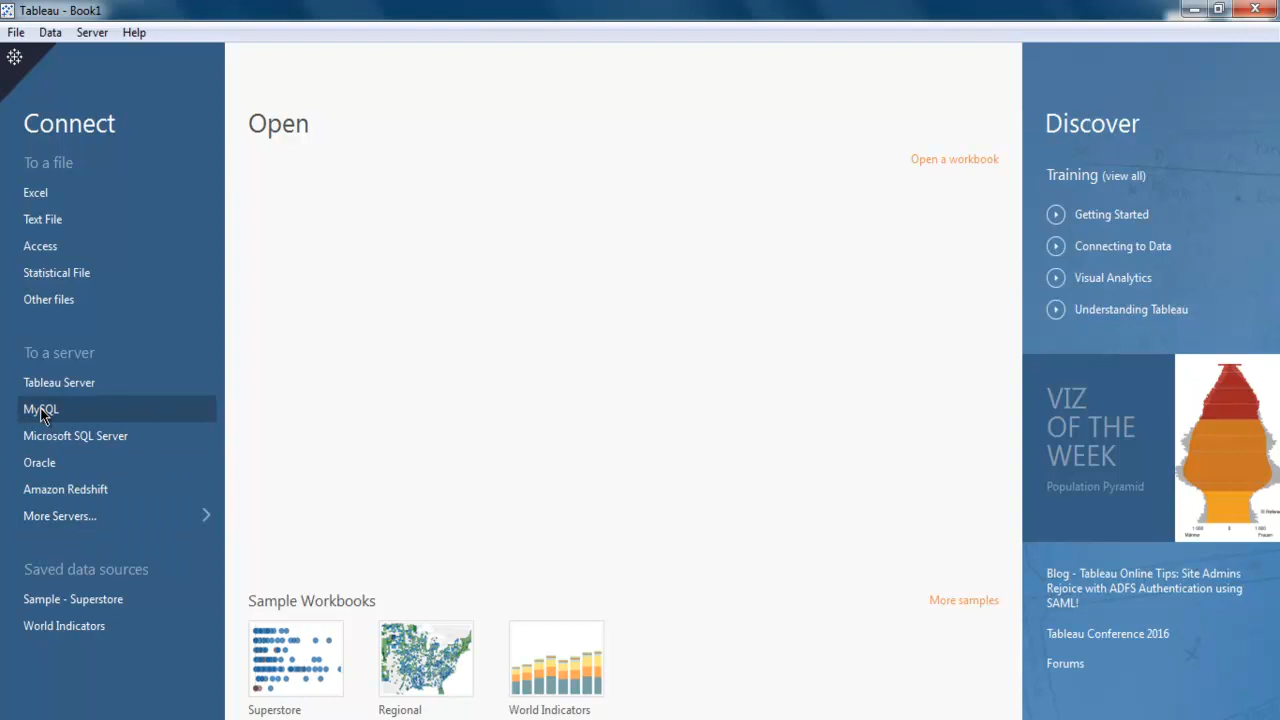 Tableau - Book1
File Data Server Help
Connect
To a file
Excel
Text File
Access
Statistical File
Other files
To a server
Tableau Server
MySQL
Microsoft SQL Server
Oracle
Amazon Redshift
More Servers...
Saved data sources
Sample - Superstore
World Indicators
Open
Open a workbook
Sample Workbooks
More samples
Superstore
Regional
World Indicators
Discover
Training (view all)
Getting Started
Connecting to Data
Visual Analytics
Understanding Tableau
VIZ
OF THE
WEEK
Population Pyramid
Männer
Frauen
Blog - Tableau Online Tips: Site Admins
Rejoice with ADFS Authentication using
SAML!
Tableau Conference 2016
Forums